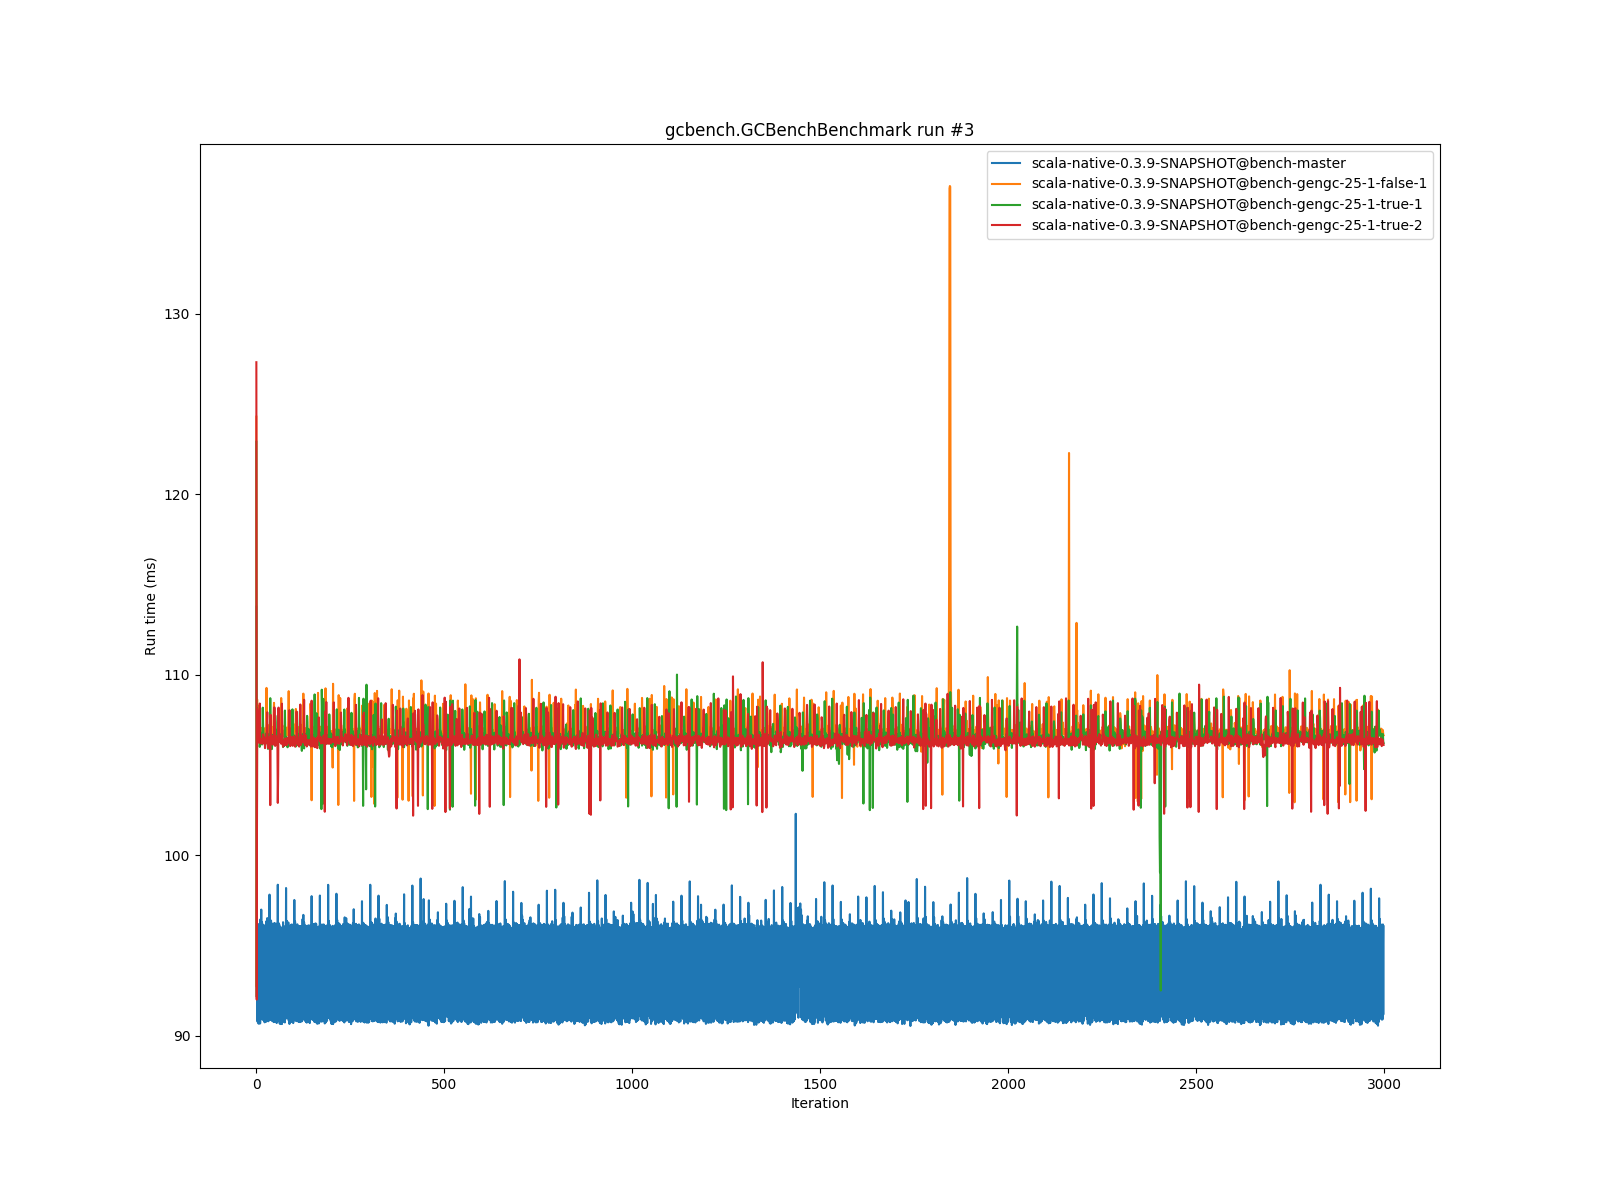 gcbench.GCBenchBenchmark run #3
scala-native-0.3.9-SNAPSHOT@bench-master
scala-native-0.3.9-SNAPSHOT@bench-gengc-25-1-false-1
scala-native-0.3.9-SNAPSHOT@bench-gengc-25-1-true-1
scala-native-0.3.9-SNAPSHOT@bench-gengc-25-1-true-2
130
120
110
100
90
Run time (ms)
0 500 1000 1500 2000 2500 3000
Iteration